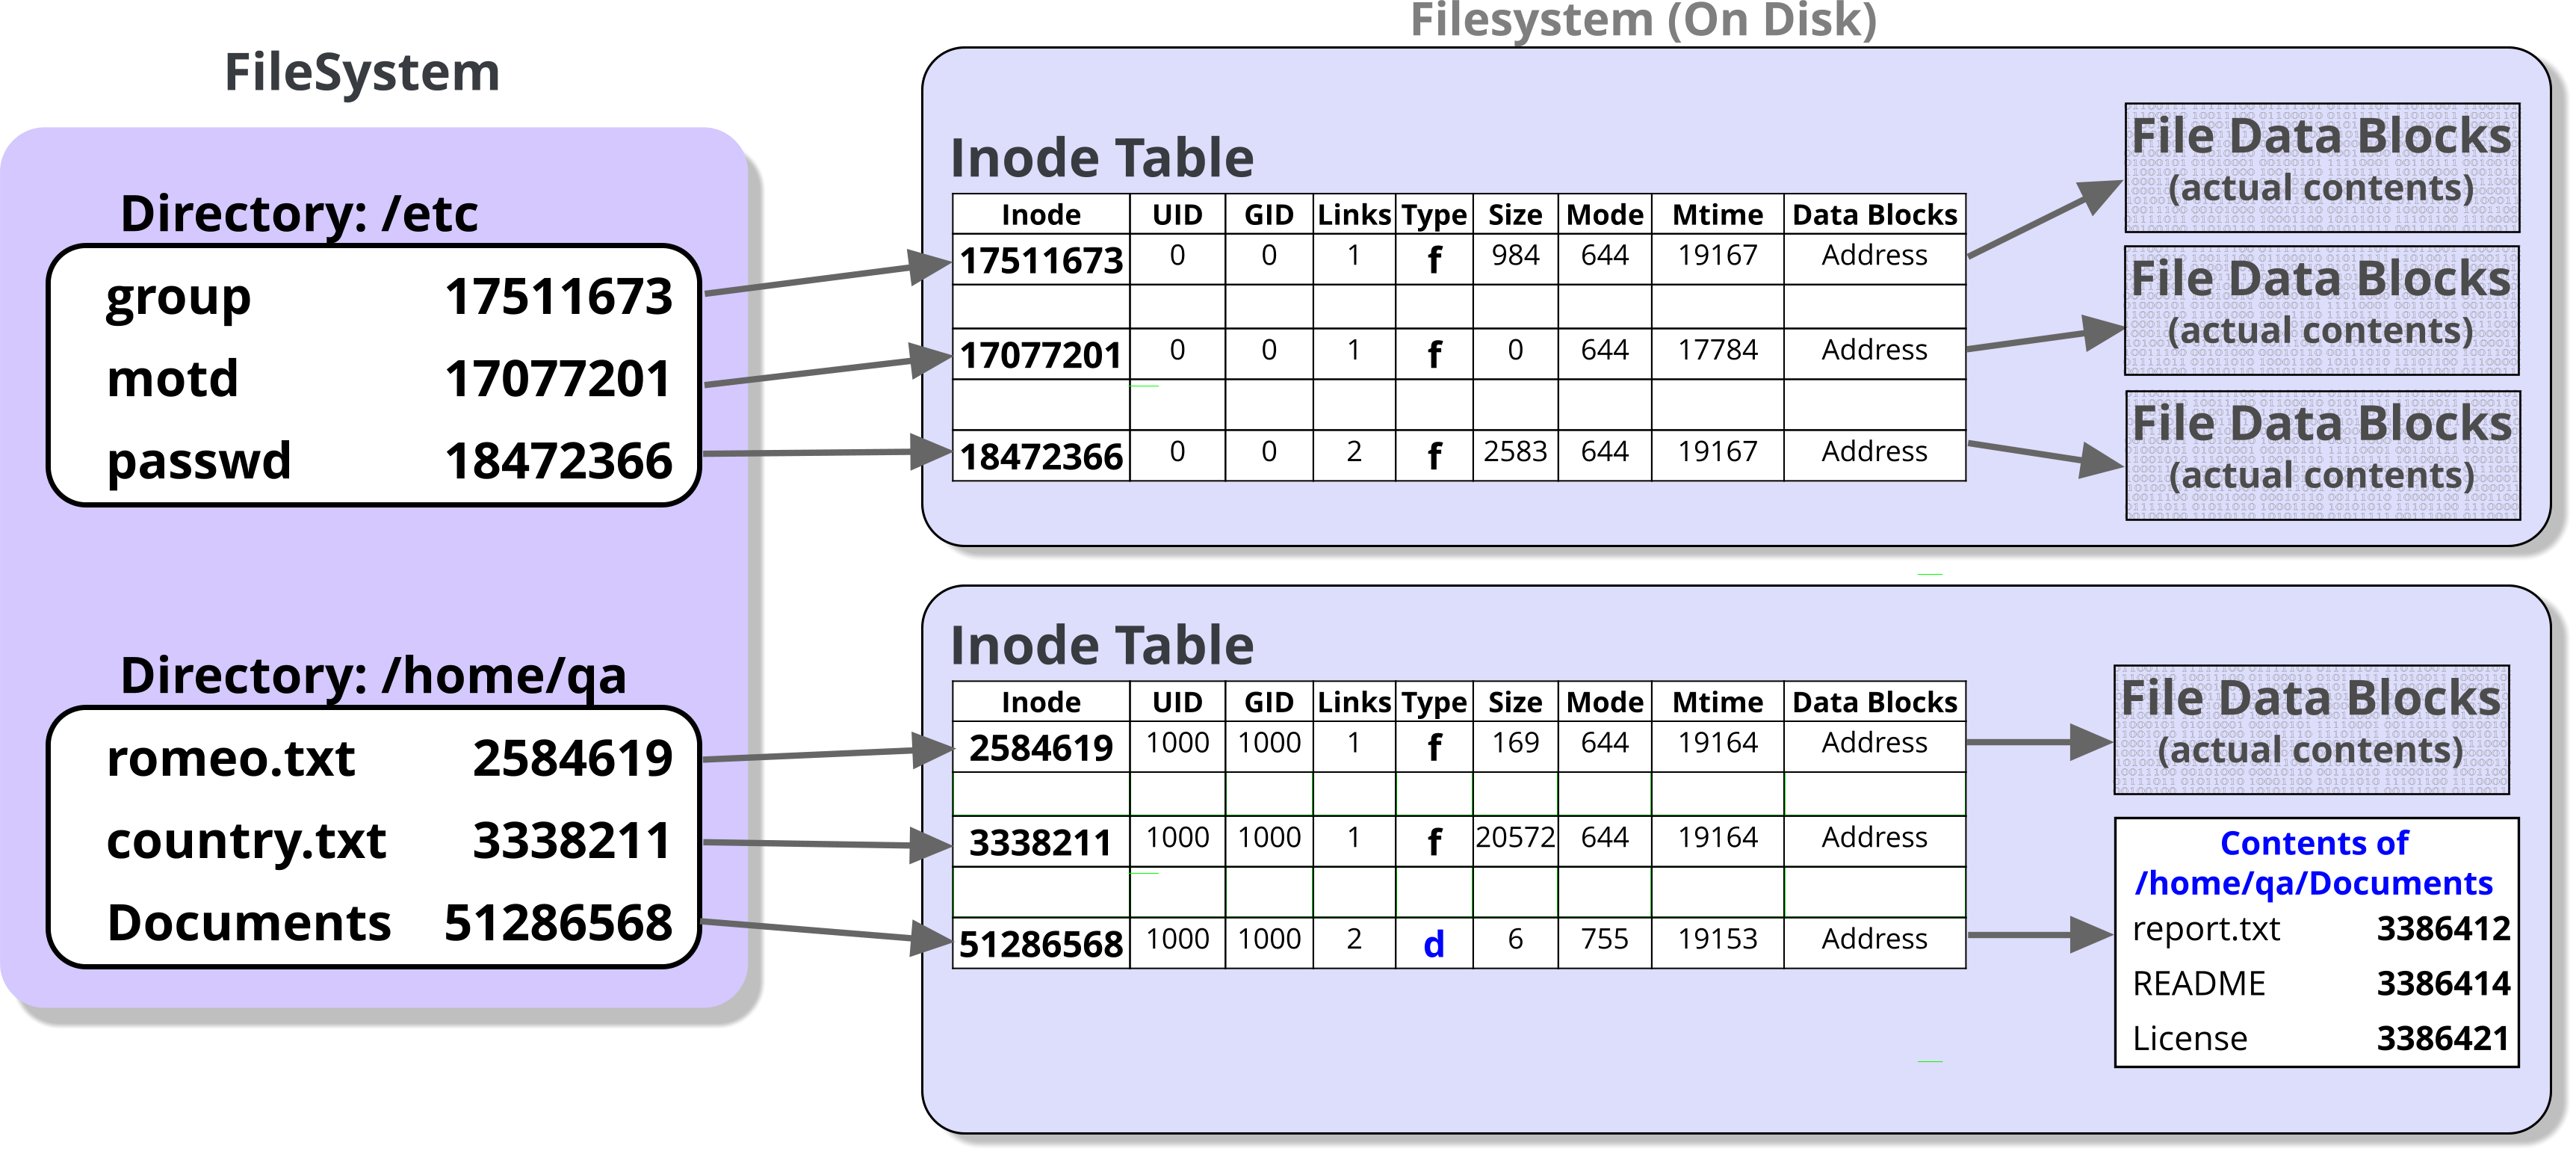 Filesystem (On Disk)
FileSystem
Directory: /etc
group 17511673
motd 17077201
passwd 18472366
Directory: /home/qa
romeo.txt 2584619
country.txt 3338211
Documents 51286568
Inode Table
Inode UID GID Links Type Size Mode Mtime Data Blocks
17511673 0 0 1 f 984 644 19167 Address
17077201 0 0 1 f 0 644 17784 Address
18472366 0 0 2 f 2583 644 19167 Address
File Data Blocks
(actual contents)
File Data Blocks
(actual contents)
File Data Blocks
(actual contents)
Inode Table
Inode UID GID Links Type Size Mode Mtime Data Blocks
2584619 1000 1000 1 f 169 644 19164 Address
3338211 1000 1000 1 f 20572 644 19164 Address
51286568 1000 1000 2 d 6 755 19153 Address
File Data Blocks
(actual contents)
Contents of
/home/qa/Documents
report.txt 3386412
README 3386414
License 3386421